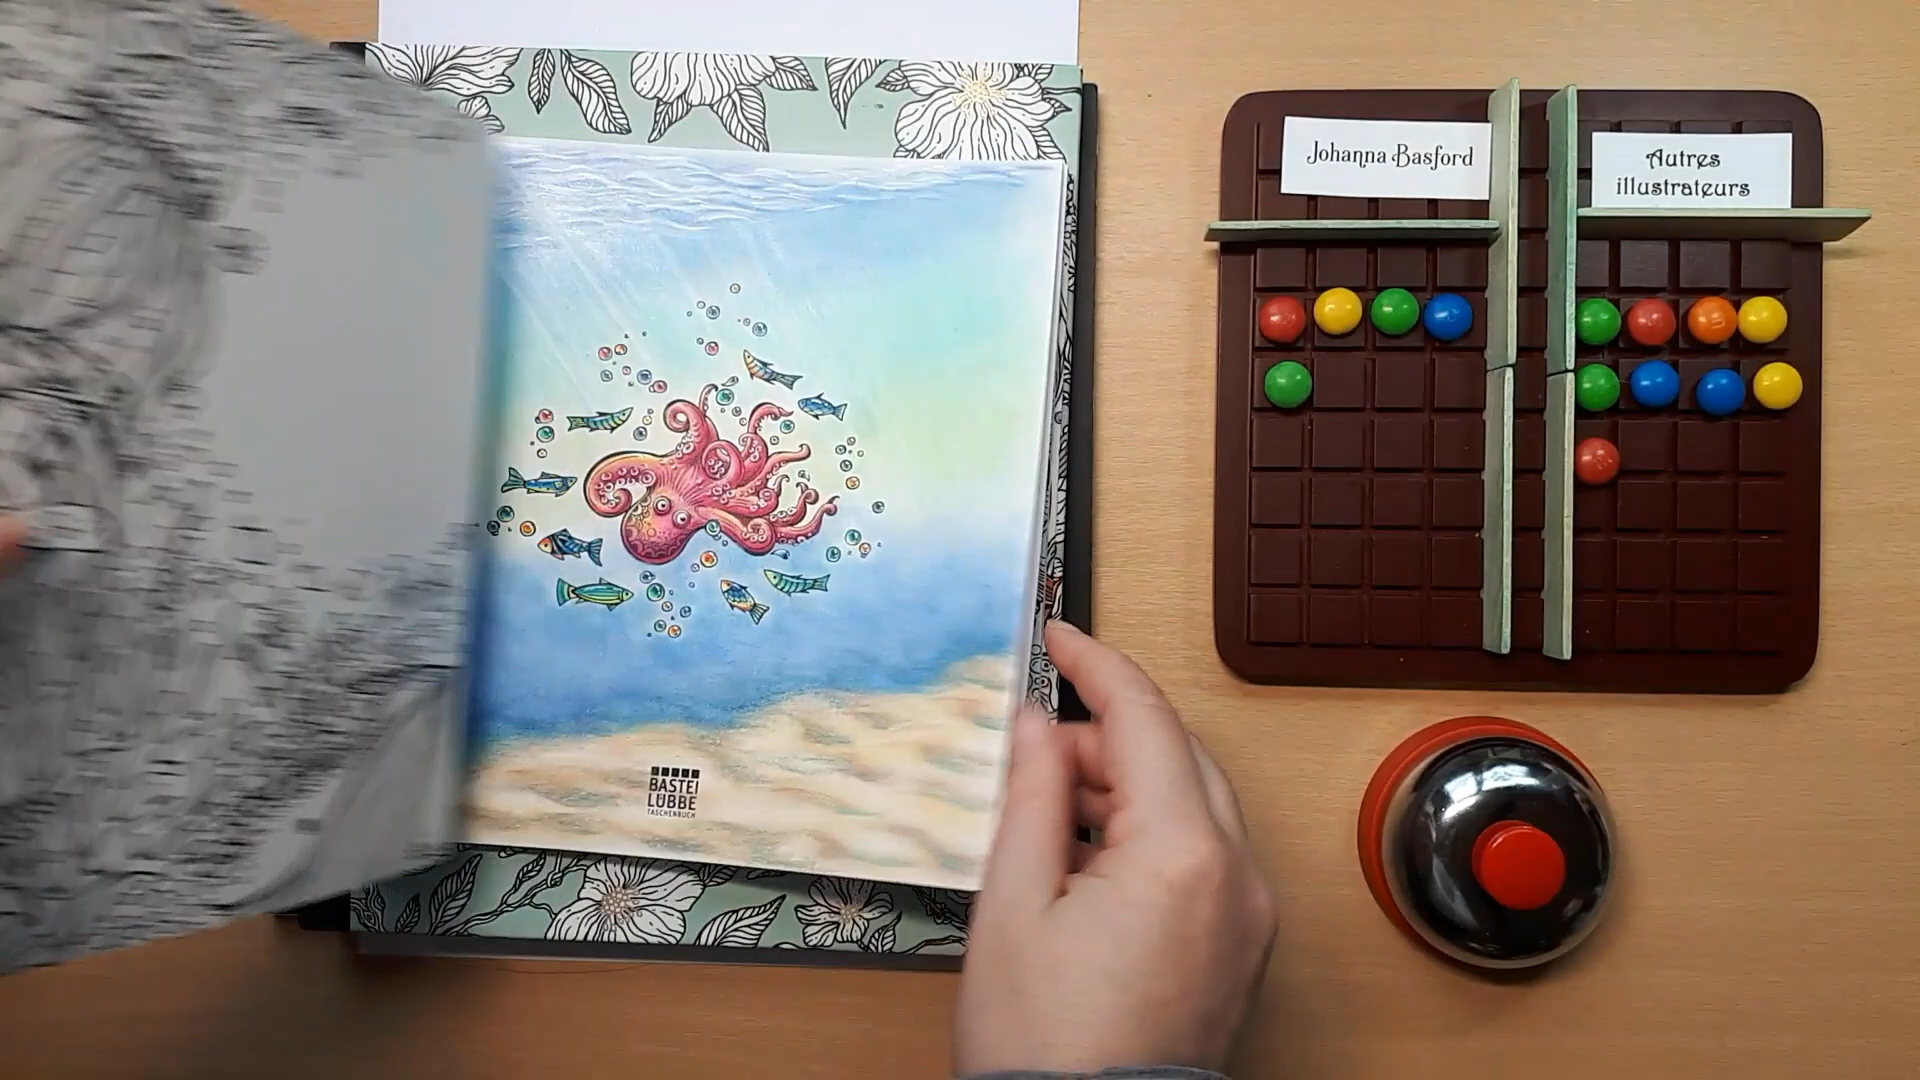 Johanna Basford
Autres
illustrateurs
BASTEI
LÜBBE
TASCHENBUCH